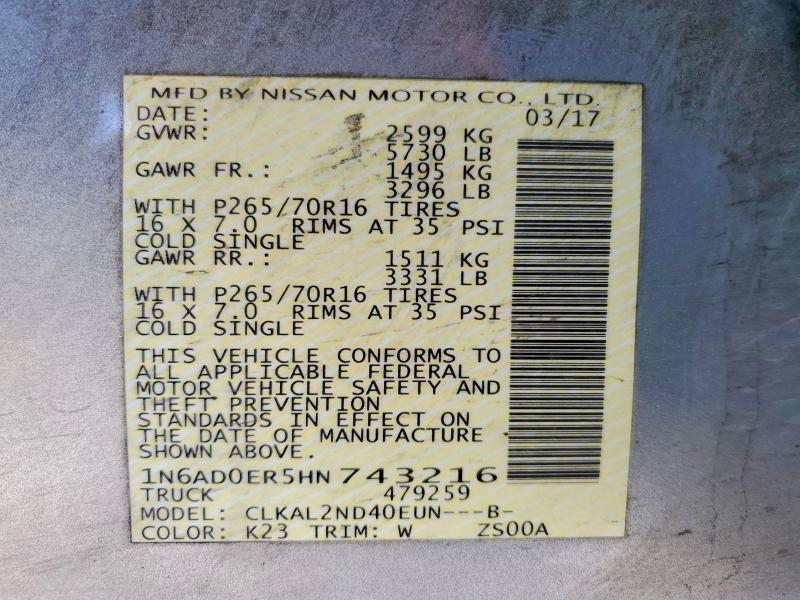 MFD BY NISSAN MOTOR CO., LTD.
DATE: 03/17
GVWR: 2599 KG
5730 LB
GAWR FR.: 1495 KG
3296 LB
WITH P265/70R16 TIRES
16 X 7.0 RIMS AT 35 PSI
COLD SINGLE
GAWR RR.: 1511 KG
3331 LB
WITH P265/70R16 TIRES
16 X 7.0 RIMS AT 35 PSI
COLD SINGLE
THIS VEHICLE CONFORMS TO
ALL APPLICABLE FEDERAL
MOTOR VEHICLE SAFETY AND
THEFT PREVENTION
STANDARDS IN EFFECT ON
THE DATE OF MANUFACTURE
SHOWN ABOVE.
1N6AD0ER5HN743216
TRUCK 479259
MODEL: CLKAL2ND40EUN---B-
COLOR: K23 TRIM: W ZS00A